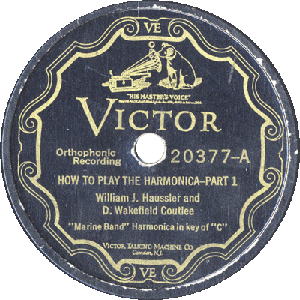 VE
"HIS MASTER'S VOICE"
VICTOR
Orthophonic
Recording
20377-A
HOW TO PLAY THE HARMONICA-PART 1
William J. Haussler and
D. Wakefield Coutlee
"Marine Band" Harmonica in key of "C"
VICTOR TALKING MACHINE CO
Camden, N.J.
VE